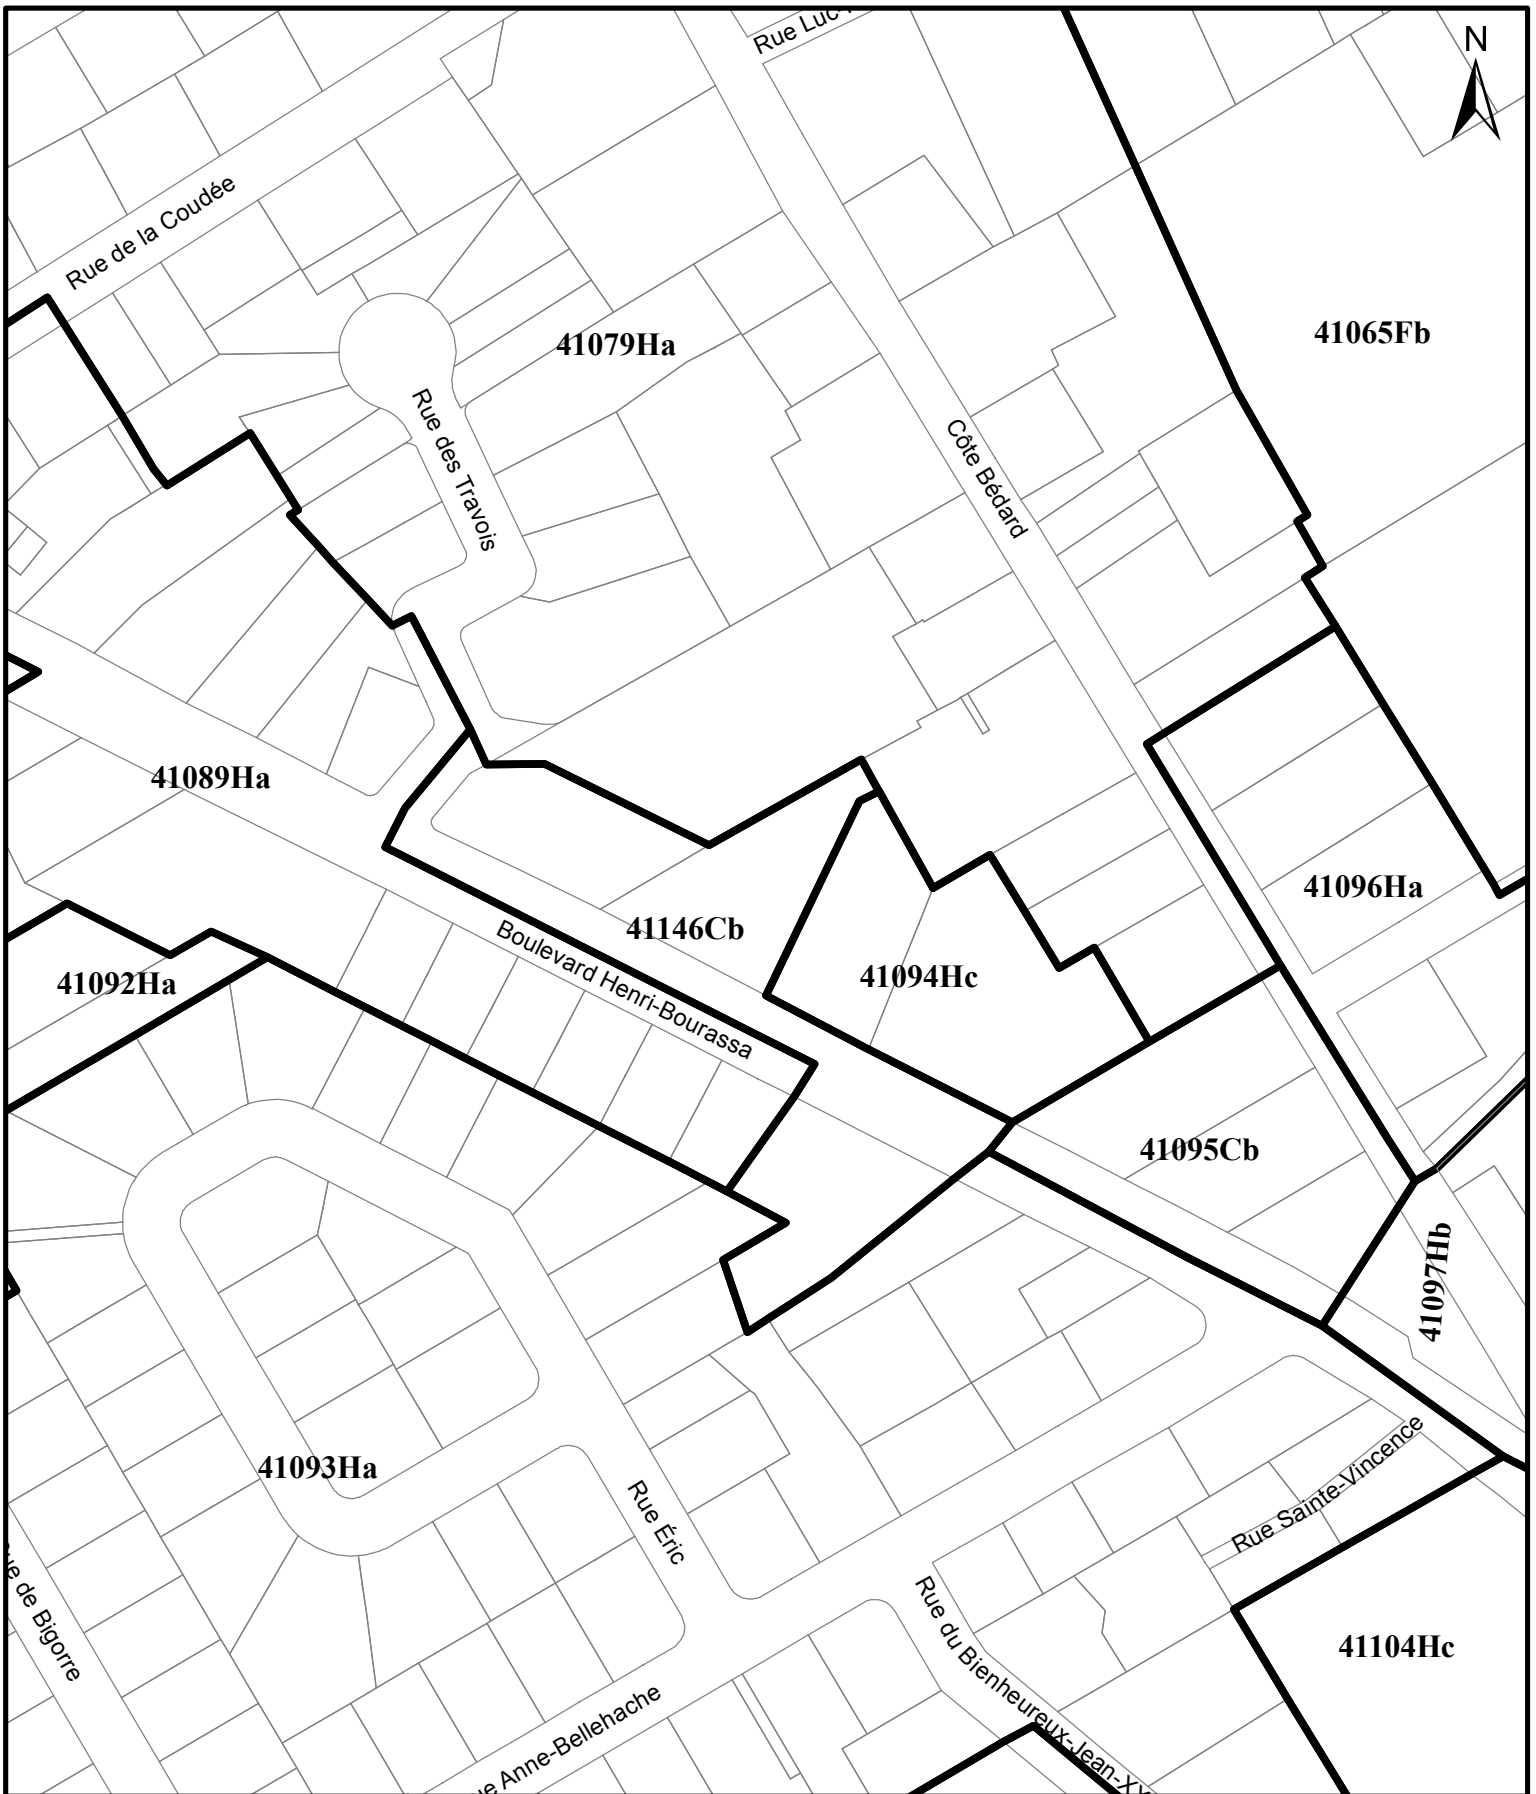 Rue
N
Rue de la Coudée
41065Fb
41079Ha
Rue des Travois
Côte Bédard
41089Ha
41096Ha
41146Cb
Boulevard Henri-Bourassa
41094Hc
41092Ha
41095Cb
41097Hb
41093Ha
Rue Éric
Rue Sainte-Vincence
de Bigorre
Rue du Bienheureux-Jean-XX
41104Hc
Anne-Bellehache